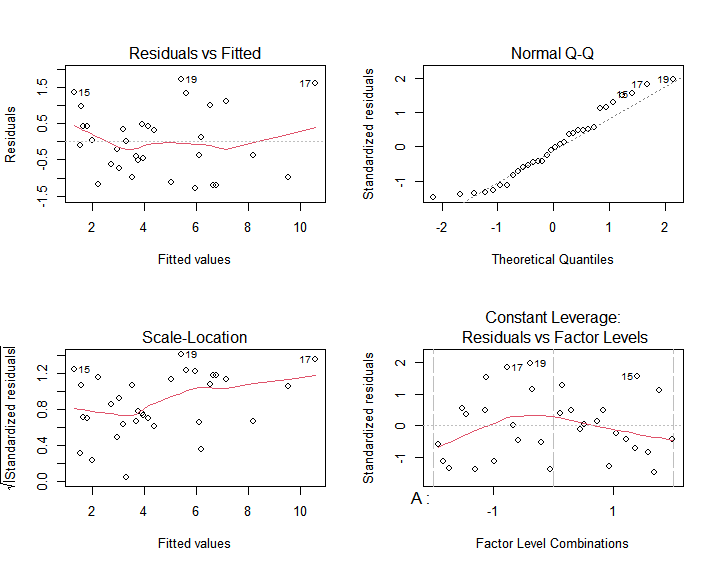 Residuals vs Fitted
Residuals
1.5
0.5
-0.5
-1.5
15
19
17
2 4 6 8 10
Fitted values
Normal Q-Q
Standardized residuals
2
1
0
-1
15
17
19
-2 -1 0 1 2
Theoretical Quantiles
Scale-Location
√|Standardized residuals|
1.2
0.8
0.4
0.0
15
19
17
2 4 6 8 10
Fitted values
Constant Leverage:
Residuals vs Factor Levels
Standardized residuals
2
1
0
-1
17
19
15
A :
-1 1
Factor Level Combinations